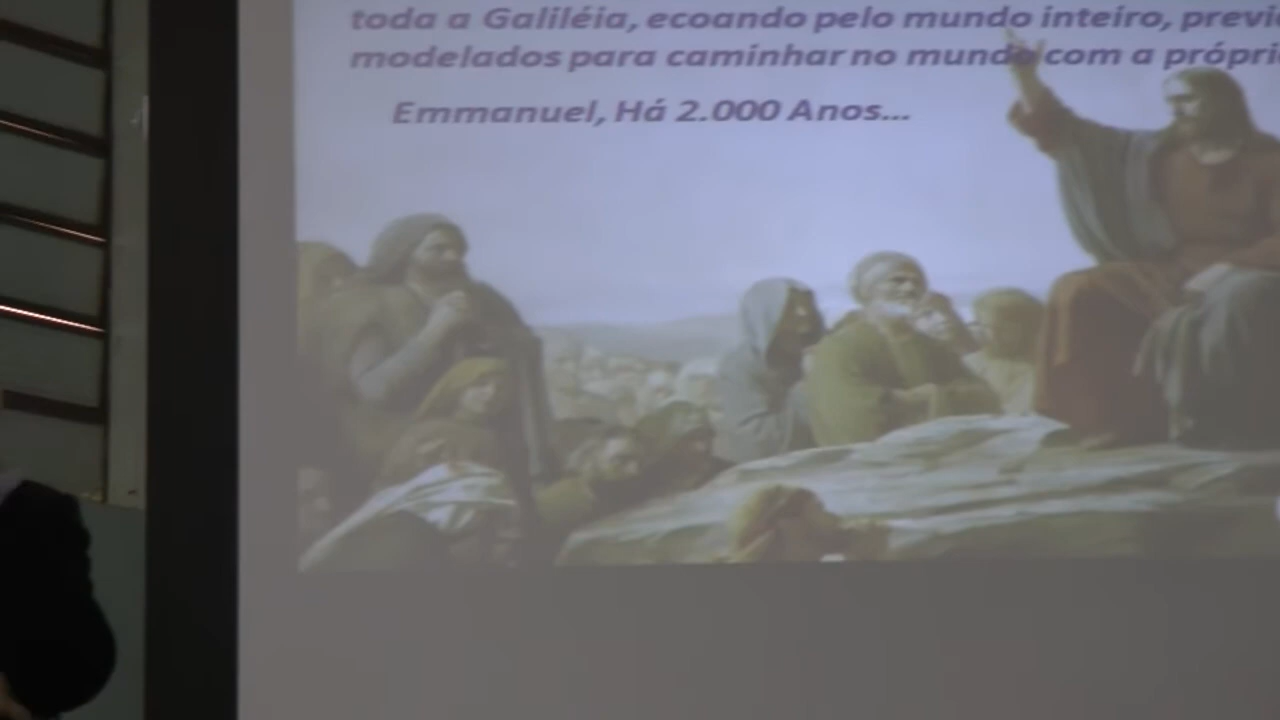 toda a Galiléia, ecoando pelo mundo inteiro,
modelados para caminhar no mundo com a
Emmanuel, Há 2.000 Anos...